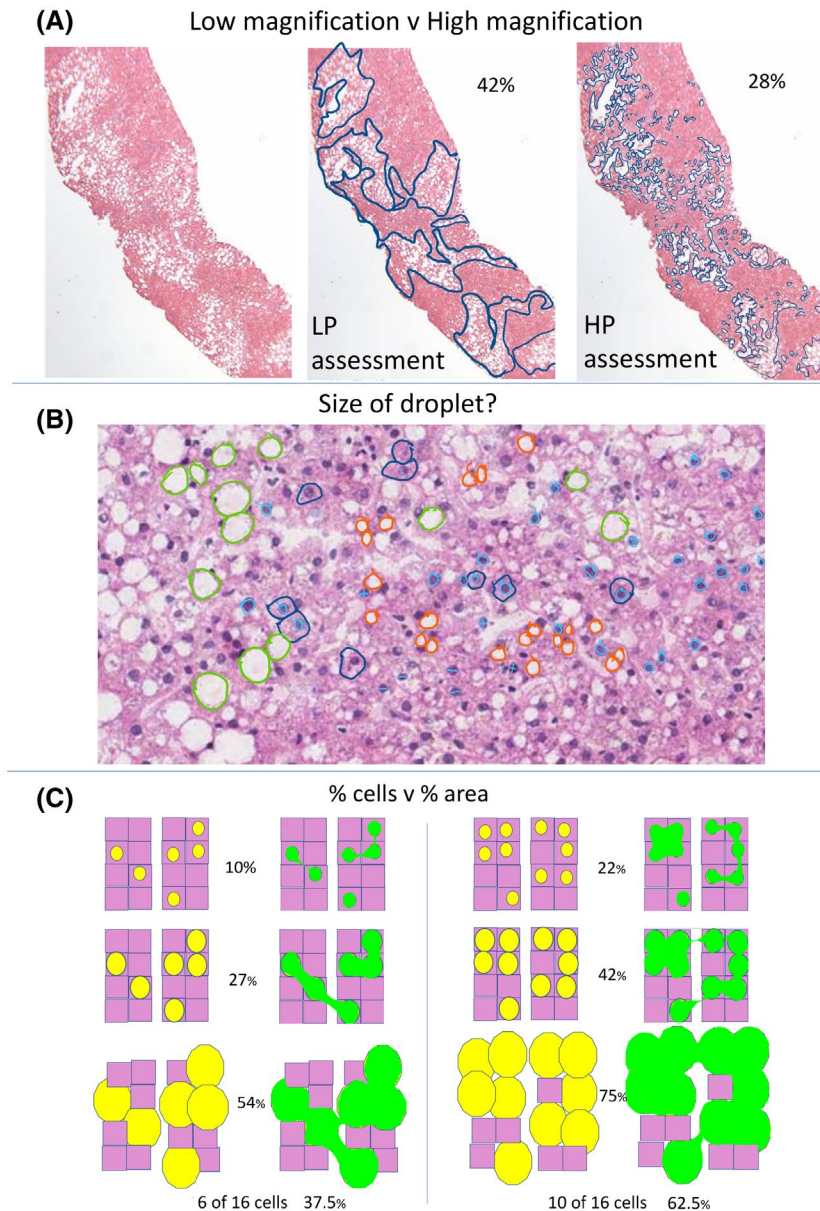 (A)
Low magnification v High magnification
42%
28%
LP
assessment
HP
assessment
(B)
Size of droplet?
(C)
% cells v % area
10%
22%
27%
42%
54%
75%
6 of 16 cells 37.5%
10 of 16 cells 62.5%